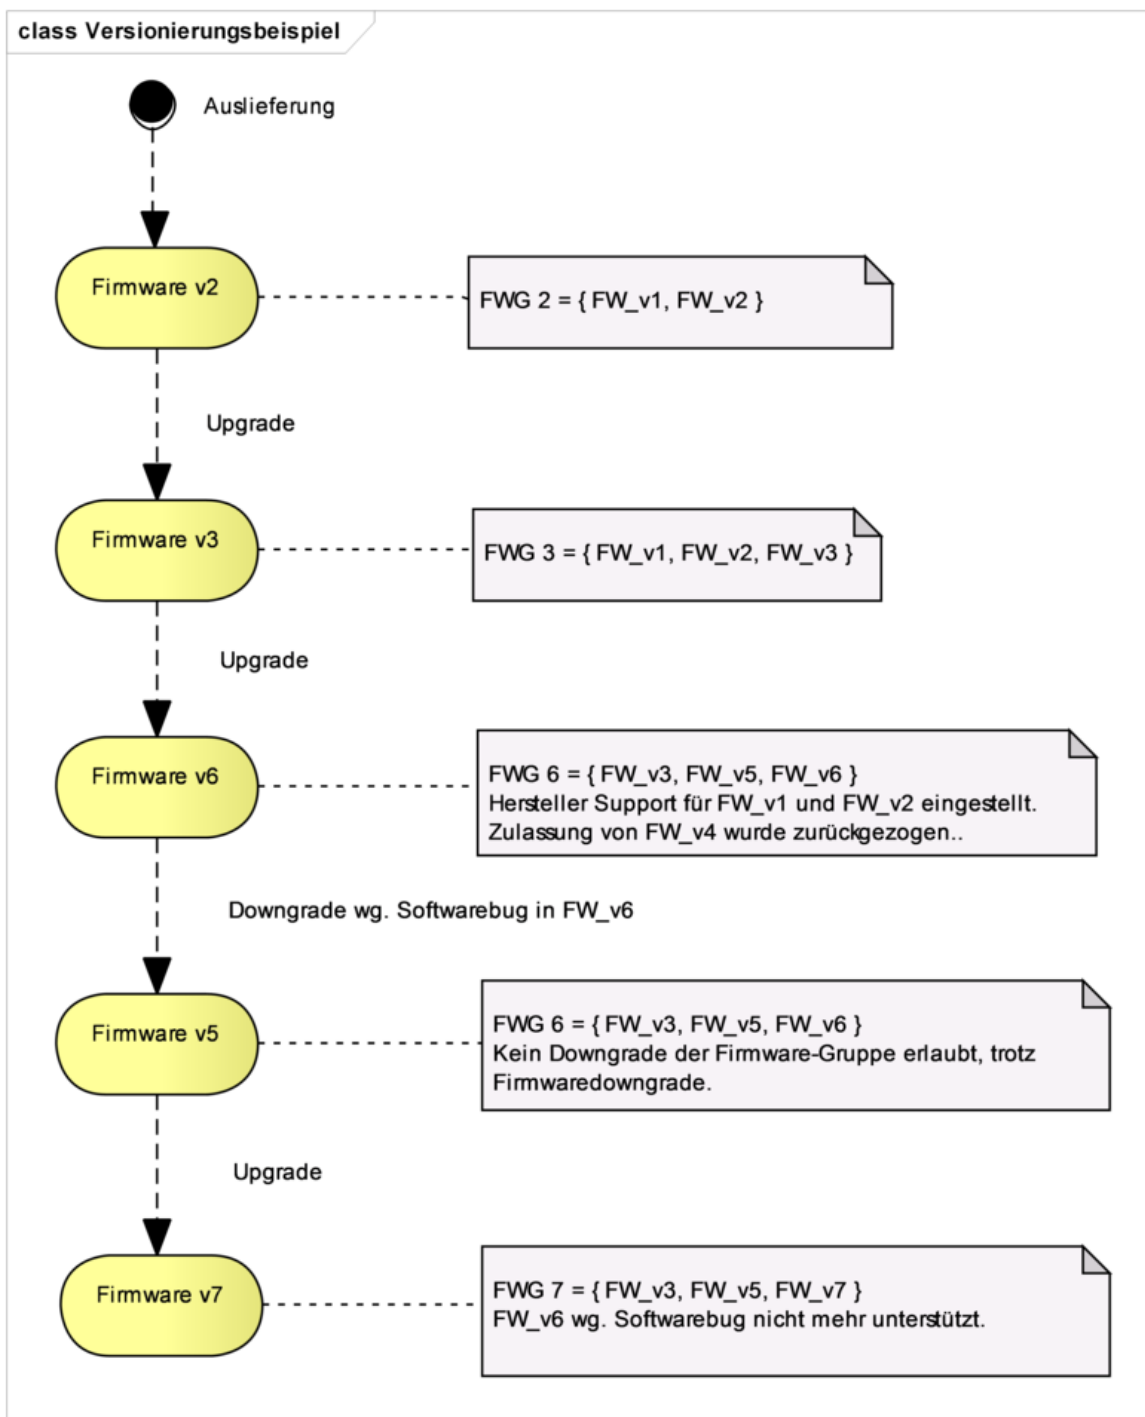 class Versionierungsbeispiel
Auslieferung
Firmware v2
FWG 2 = { FW_v1, FW_v2 }
Upgrade
Firmware v3
FWG 3 = { FW_v1, FW_v2, FW_v3 }
Upgrade
Firmware v6
FWG 6 = { FW_v3, FW_v5, FW_v6 }
Hersteller Support für FW_v1 und FW_v2 eingestellt.
Zulassung von FW_v4 wurde zurückgezogen..
Downgrade wg. Softwarebug in FW_v6
Firmware v5
FWG 6 = { FW_v3, FW_v5, FW_v6 }
Kein Downgrade der Firmware-Gruppe erlaubt, trotz
Firmwaredowngrade.
Upgrade
Firmware v7
FWG 7 = { FW_v3, FW_v5, FW_v7 }
FW_v6 wg. Softwarebug nicht mehr unterstützt.